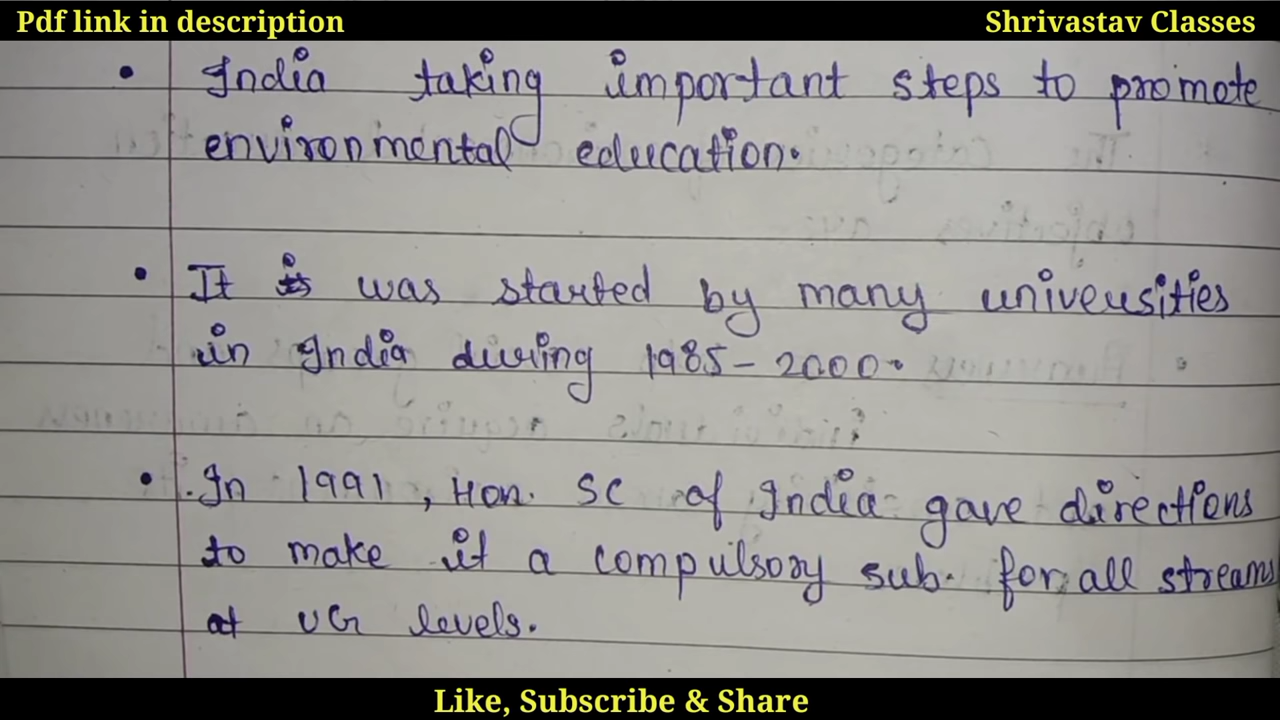 Pdf link in description
Shrivastav Classes
• India taking important steps to promote
environmental education.
• It is was started by many universities
in India during 1985-2000.
• .In 1991, Hon. SC of India gave directions
to make it a compulsory sub. for all streams
at UG levels.
Like, Subscribe & Share